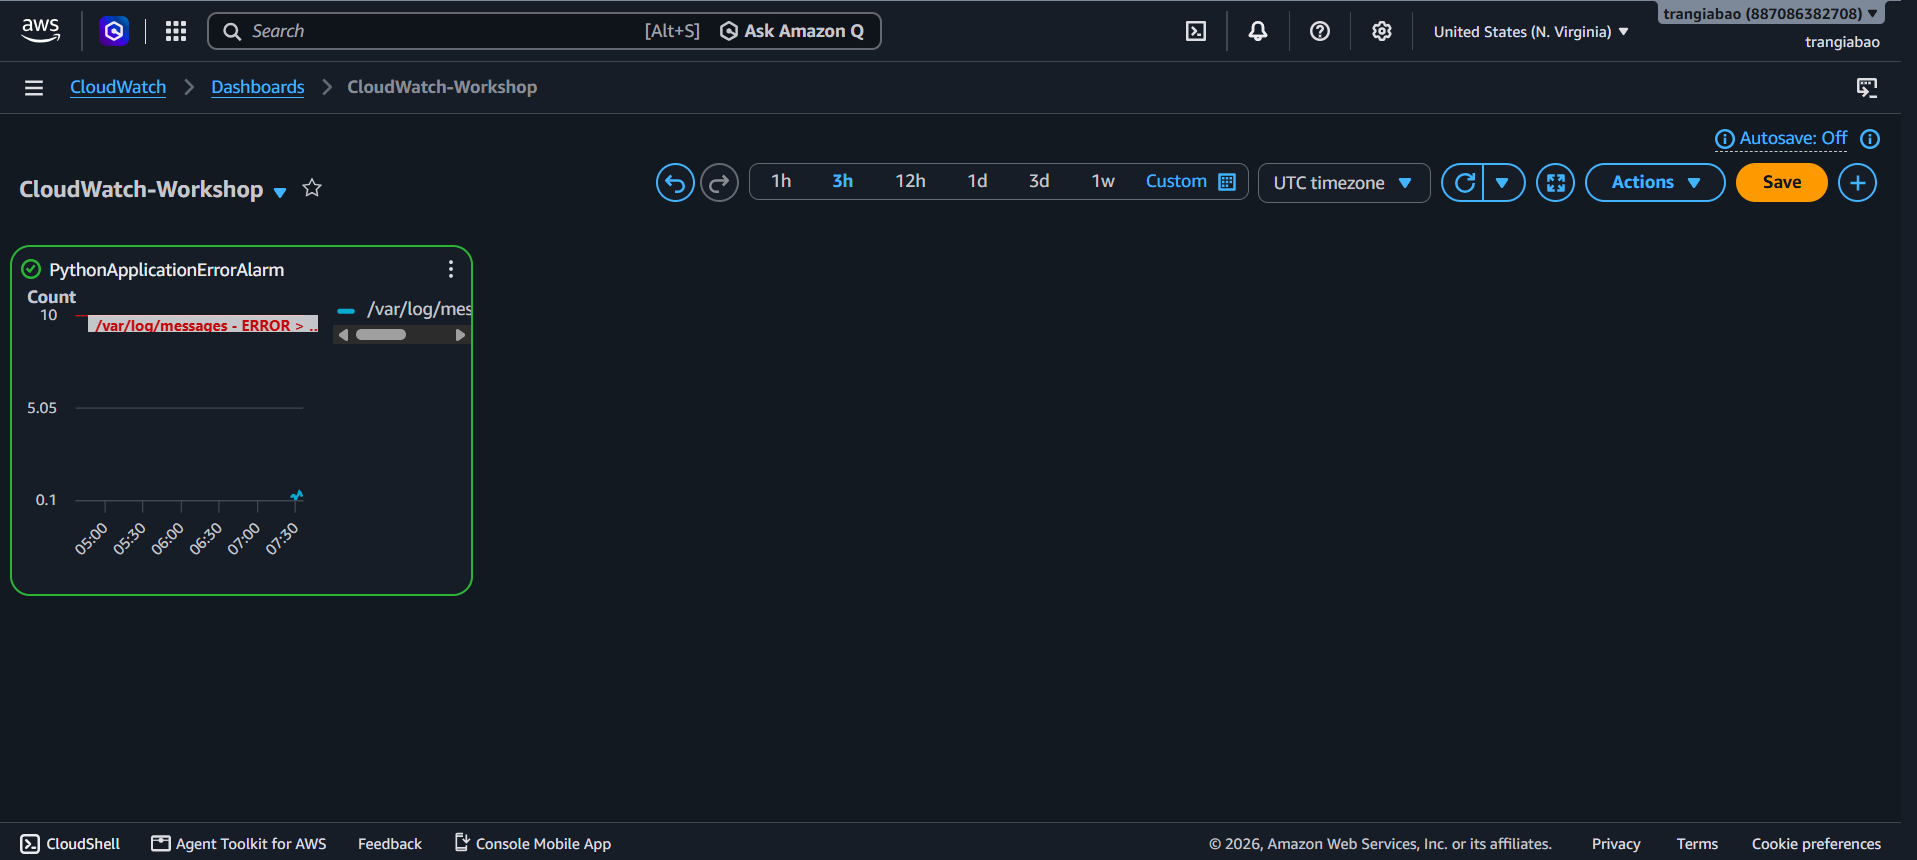 aws
Search
[Alt+S]
Ask Amazon Q
United States (N. Virginia)
trangiabao (887086382708)
trangiabao
CloudWatch
Dashboards
CloudWatch-Workshop
Autosave: Off
CloudWatch-Workshop
1h
3h
12h
1d
3d
1w
Custom
UTC timezone
Actions
Save
PythonApplicationErrorAlarm
Count
10
/var/log/messages - ERROR > ..
/var/log/mes
5.05
0.1
05:00
05:30
06:00
06:30
07:00
07:30
CloudShell
Agent Toolkit for AWS
Feedback
Console Mobile App
© 2026, Amazon Web Services, Inc. or its affiliates.
Privacy
Terms
Cookie preferences